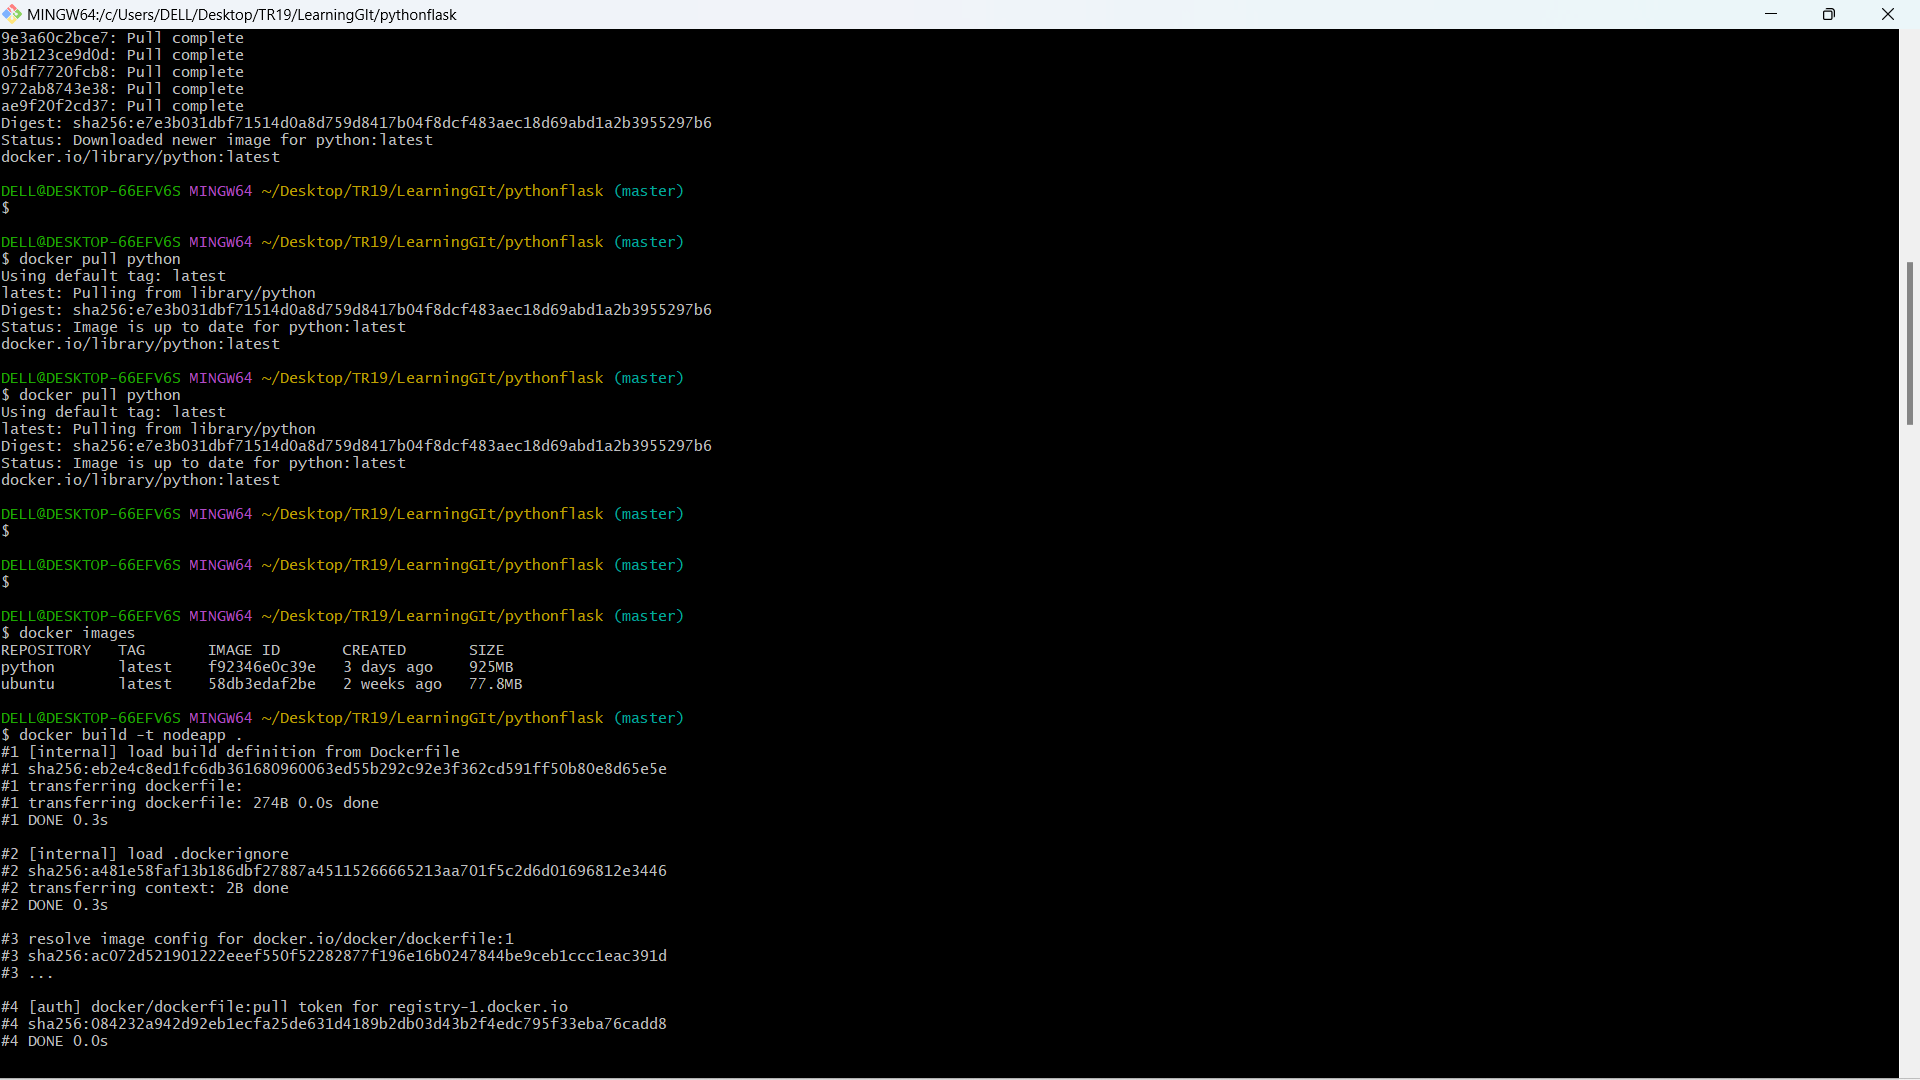 MINGW64:/c/Users/DELL/Desktop/TR19/LearningGIt/pythonflask
9e3a60c2bce7: Pull complete
3b2123ce9d0d: Pull complete
05df7720fcb8: Pull complete
972ab8743e38: Pull complete
ae9f20f2cd37: Pull complete
Digest: sha256:e7e3b031dbf71514d0a8d759d8417b04f8dcf483aec18d69abd1a2b3955297b6
Status: Downloaded newer image for python:latest
docker.io/library/python:latest
DELL@DESKTOP-66EFV6S MINGW64 ~/Desktop/TR19/LearningGIt/pythonflask (master)
$
DELL@DESKTOP-66EFV6S MINGW64 ~/Desktop/TR19/LearningGIt/pythonflask (master)
$ docker pull python
Using default tag: latest
latest: Pulling from library/python
Digest: sha256:e7e3b031dbf71514d0a8d759d8417b04f8dcf483aec18d69abd1a2b3955297b6
Status: Image is up to date for python:latest
docker.io/library/python:latest
DELL@DESKTOP-66EFV6S MINGW64 ~/Desktop/TR19/LearningGIt/pythonflask (master)
$ docker pull python
Using default tag: latest
latest: Pulling from library/python
Digest: sha256:e7e3b031dbf71514d0a8d759d8417b04f8dcf483aec18d69abd1a2b3955297b6
Status: Image is up to date for python:latest
docker.io/library/python:latest
DELL@DESKTOP-66EFV6S MINGW64 ~/Desktop/TR19/LearningGIt/pythonflask (master)
$
DELL@DESKTOP-66EFV6S MINGW64 ~/Desktop/TR19/LearningGIt/pythonflask (master)
$
DELL@DESKTOP-66EFV6S MINGW64 ~/Desktop/TR19/LearningGIt/pythonflask (master)
$ docker images
REPOSITORY   TAG       IMAGE ID       CREATED       SIZE
python       latest    f92346e0c39e   3 days ago    925MB
ubuntu       latest    58db3edaf2be   2 weeks ago   77.8MB
DELL@DESKTOP-66EFV6S MINGW64 ~/Desktop/TR19/LearningGIt/pythonflask (master)
$ docker build -t nodeapp .
#1 [internal] load build definition from Dockerfile
#1 sha256:eb2e4c8ed1fc6db361680960063ed55b292c92e3f362cd591ff50b80e8d65e5e
#1 transferring dockerfile:
#1 transferring dockerfile: 274B 0.0s done
#1 DONE 0.3s
#2 [internal] load .dockerignore
#2 sha256:a481e58faf13b186dbf27887a45115266665213aa701f5c2d6d01696812e3446
#2 transferring context: 2B done
#2 DONE 0.3s
#3 resolve image config for docker.io/docker/dockerfile:1
#3 sha256:ac072d521901222eeef550f52282877f196e16b0247844be9ceb1ccc1eac391d
#3 ...
#4 [auth] docker/dockerfile:pull token for registry-1.docker.io
#4 sha256:084232a942d92eb1ecfa25de631d4189b2db03d43b2f4edc795f33eba76cadd8
#4 DONE 0.0s